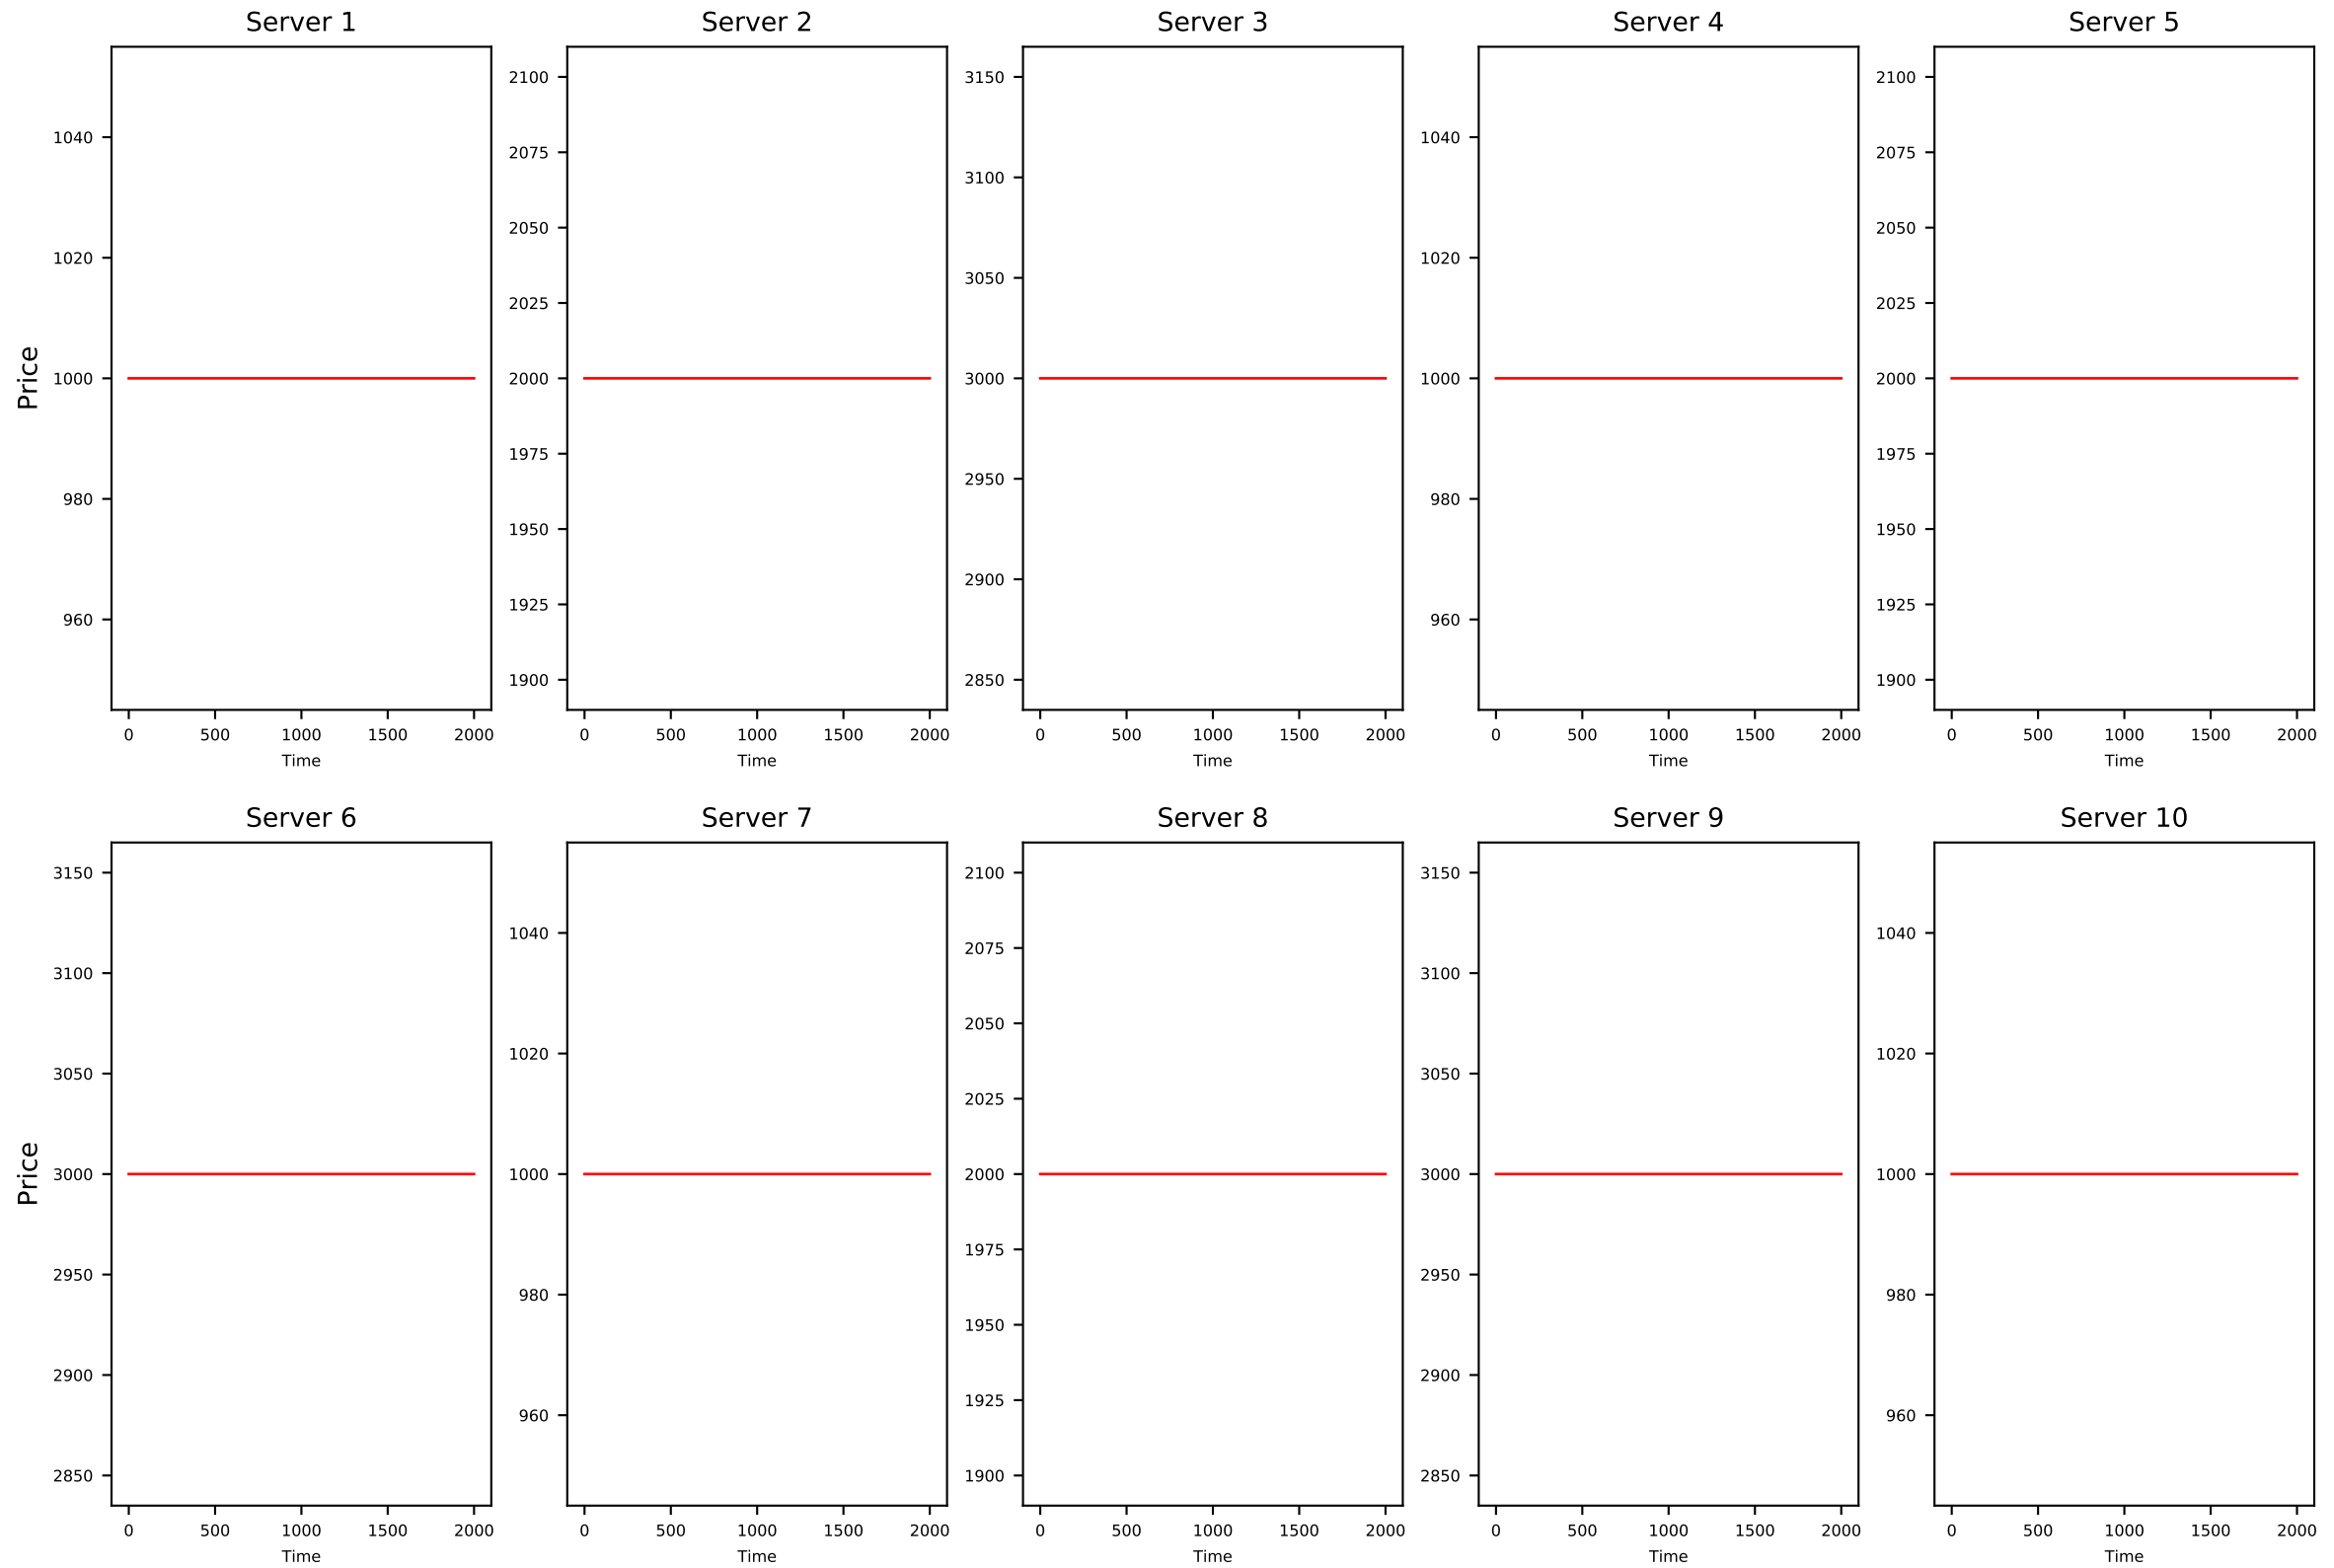 Server 1 Server 2 Server 3 Server 4 Server 5
2100 3150 2100
1040 2075 3100 1040 2075
1020 2050 3050 1020 2050
2025 2025
Price 1000 2000 3000 1000 2000
980 1975 2950 980 1975
1950 1950
960 1925 2900 960 1925
1900 2850 1900
0 500 1000 1500 2000 0 500 1000 1500 2000 0 500 1000 1500 2000 0 500 1000 1500 2000 0 500 1000 1500 2000
Time Time Time Time Time
Server 6 Server 7 Server 8 Server 9 Server 10
3150 2100 3150
3100 1040 2075 3100 1040
3050 1020 2050 3050 1020
2025
Price 3000 1000 2000 3000 1000
2950 980 1975 2950 980
1950
2900 960 1925 2900 960
2850 1900 2850
0 500 1000 1500 2000 0 500 1000 1500 2000 0 500 1000 1500 2000 0 500 1000 1500 2000 0 500 1000 1500 2000
Time Time Time Time Time